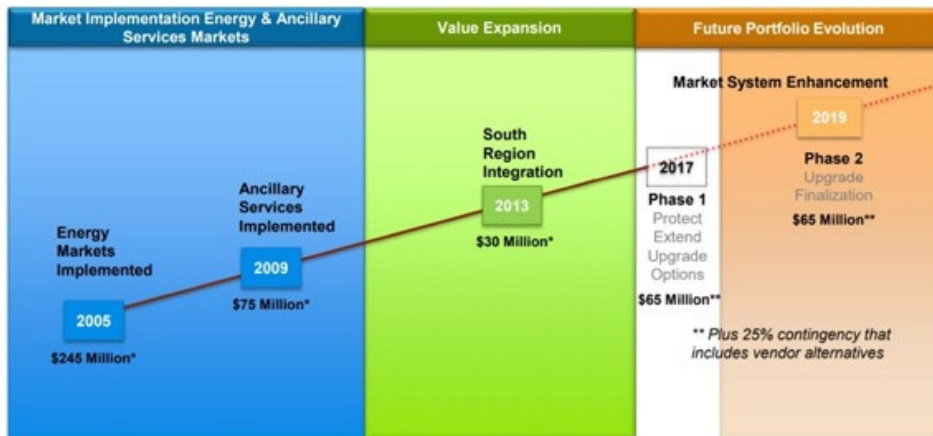 Market Implementation Energy & Ancillary
Services Markets
Value Expansion
Future Portfolio Evolution
Energy
Markets
Implemented
2005
$245 Million*
Ancillary
Services
Implemented
2009
$75 Million*
South
Region
Integration
2013
$30 Million*
Market System Enhancement
2017
Phase 1
Protect
Extend
Upgrade
Options
$65 Million**
2019
Phase 2
Upgrade
Finalization
$65 Million**
** Plus 25% contingency that
includes vendor alternatives